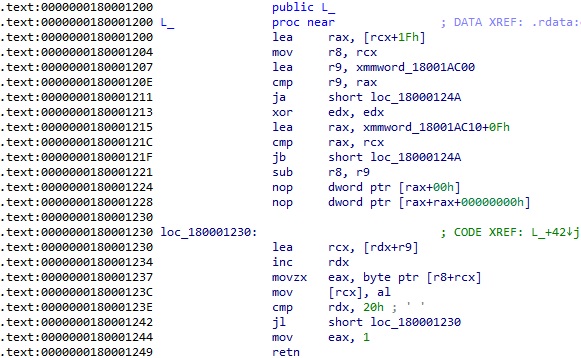 .text:0000000180001200 public L_
.text:0000000180001200 L_ proc near ; DATA XREF: .rdata:
.text:0000000180001200 lea rax, [rcx+1Fh]
.text:0000000180001204 mov r8, rcx
.text:0000000180001207 lea r9, xmmword_18001AC00
.text:000000018000120E cmp r9, rax
.text:0000000180001211 ja short loc_18000124A
.text:0000000180001213 xor edx, edx
.text:0000000180001215 lea rax, xmmword_18001AC10+0Fh
.text:000000018000121C cmp rax, rcx
.text:000000018000121F jb short loc_18000124A
.text:0000000180001221 sub r8, r9
.text:0000000180001224 nop dword ptr [rax+00h]
.text:0000000180001228 nop dword ptr [rax+rax+00000000h]
.text:0000000180001230
.text:0000000180001230 loc_180001230: ; CODE XREF: L_+42↓j
.text:0000000180001230 lea rcx, [rdx+r9]
.text:0000000180001234 inc rdx
.text:0000000180001237 movzx eax, byte ptr [r8+rcx]
.text:000000018000123C mov [rcx], al
.text:000000018000123E cmp rdx, 20h ; ' '
.text:0000000180001242 jl short loc_180001230
.text:0000000180001244 mov eax, 1
.text:0000000180001249 retn